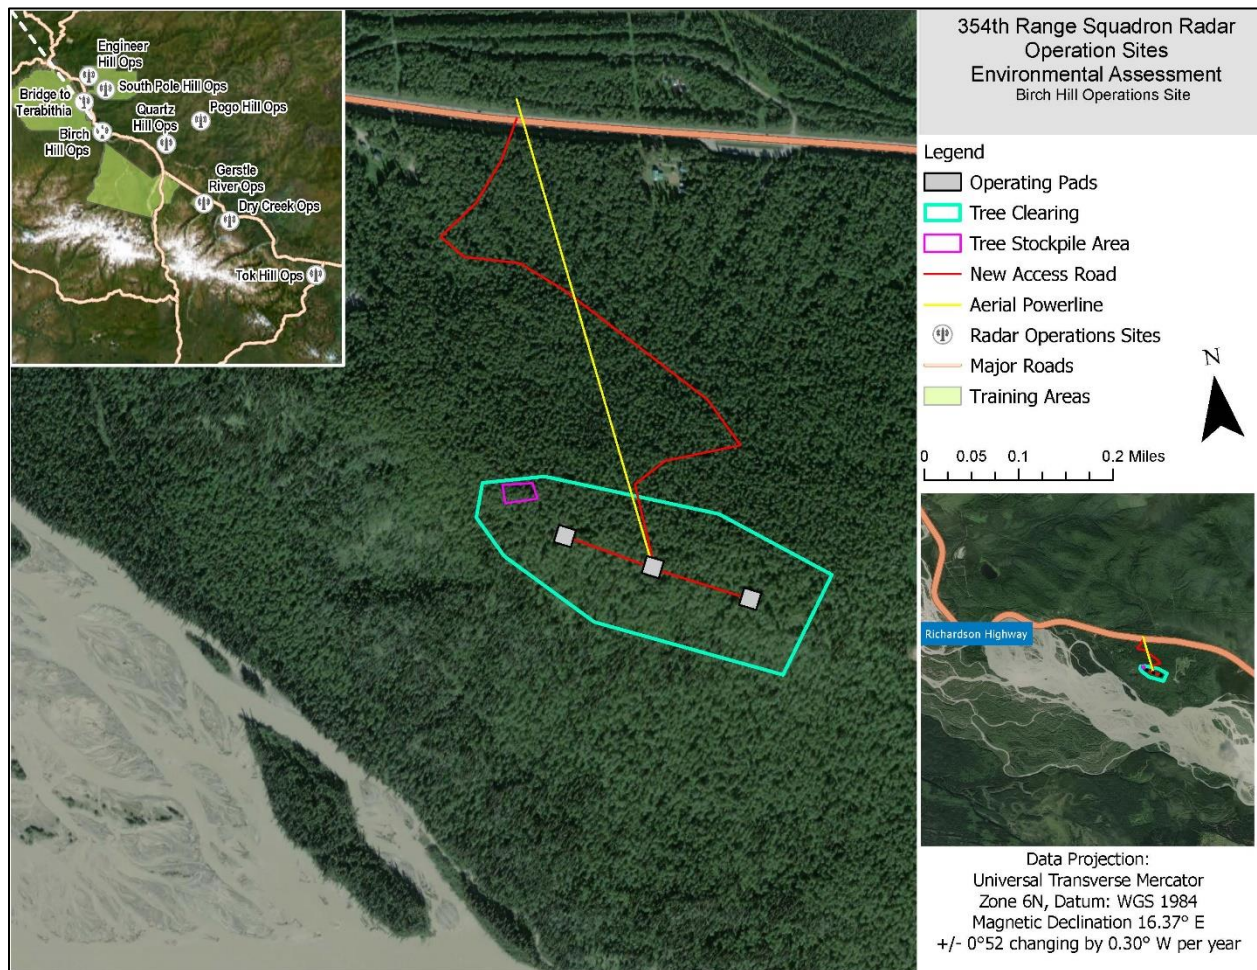 Engineer
Hill Ops
South Pole Hill Ops
Bridge to
Terabithia
Birch
Hill Ops
Quartz
Hill Ops
Pogo Hill Ops
Gerstle
River Ops
Dry Creek Ops
Tok Hill Ops
354th Range Squadron Radar
Operation Sites
Environmental Assessment
Birch Hill Operations Site
Legend
Operating Pads
Tree Clearing
Tree Stockpile Area
New Access Road
Aerial Powerline
Radar Operations Sites
Major Roads
Training Areas
N
0 0.05 0.1 0.2 Miles
Richardson Highway
Data Projection:
Universal Transverse Mercator
Zone 6N, Datum: WGS 1984
Magnetic Declination 16.37° E
+/- 0°52 changing by 0.30° W per year